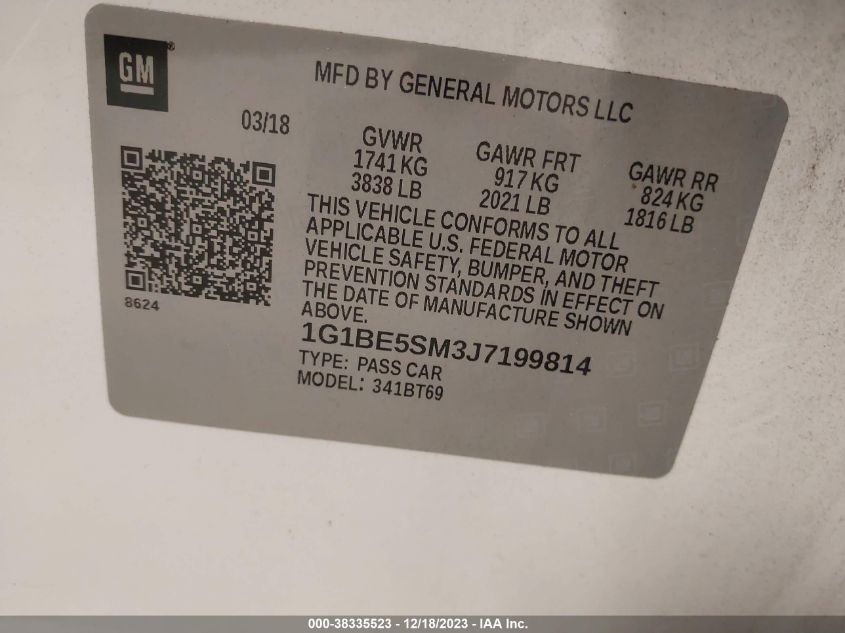 GM®
MFD BY GENERAL MOTORS LLC
03/18
GVWR
1741 KG
3838 LB
GAWR FRT
917 KG
2021 LB
GAWR RR
824 KG
1816 LB
THIS VEHICLE CONFORMS TO ALL
APPLICABLE U.S. FEDERAL MOTOR
VEHICLE SAFETY, BUMPER, AND THEFT
PREVENTION STANDARDS IN EFFECT ON
THE DATE OF MANUFACTURE SHOWN
ABOVE.
8624
1G1BE5SM3J7199814
TYPE: PASS CAR
MODEL: 341BT69
000-38335523 - 12/18/2023 - IAA Inc.